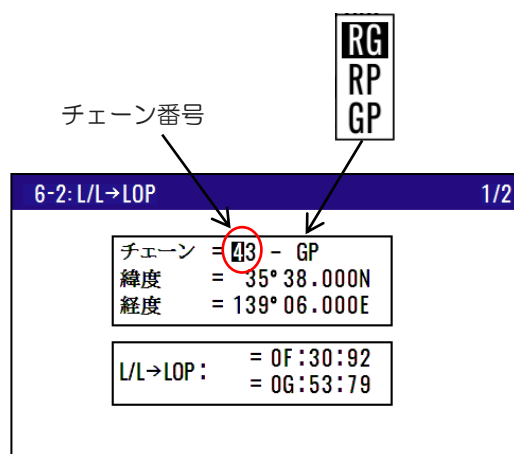 RG
RP
GP
チェーン番号
6-2:L/L→LOP 1/2
チェーン = 43 - GP
緯度 = 35°38.000N
経度 = 139°06.000E
L/L→LOP: = 0F:30:92
= 0G:53:79